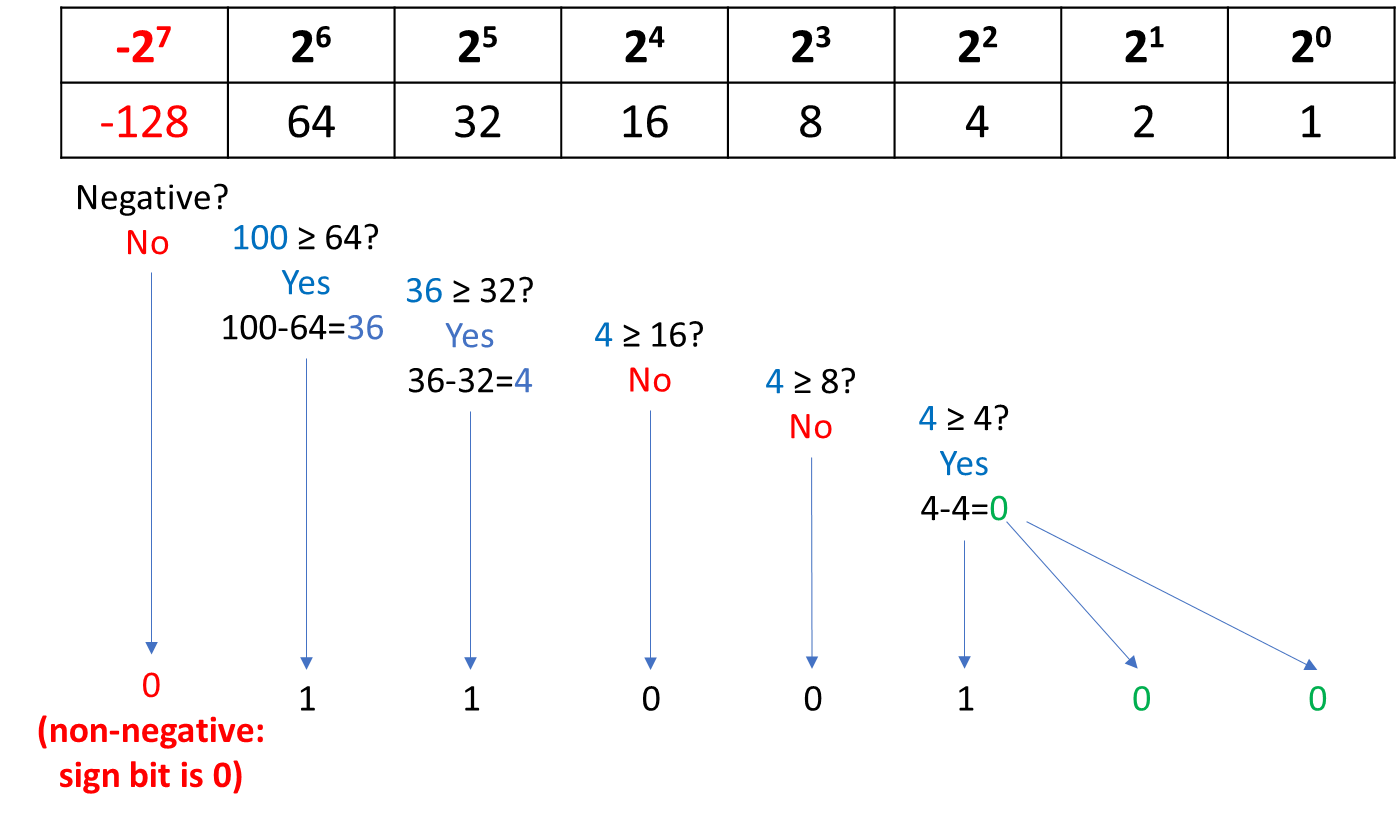 -2⁷ 2⁶ 2⁵ 2⁴ 2³ 2² 2¹ 2⁰
-128 64 32 16 8 4 2 1
Negative?
No
100 ≥ 64?
Yes
100-64=36
36 ≥ 32?
Yes
36-32=4
4 ≥ 16?
No
4 ≥ 8?
No
4 ≥ 4?
Yes
4-4=0
0 1 1 0 0 1 0 0
(non-negative:
sign bit is 0)